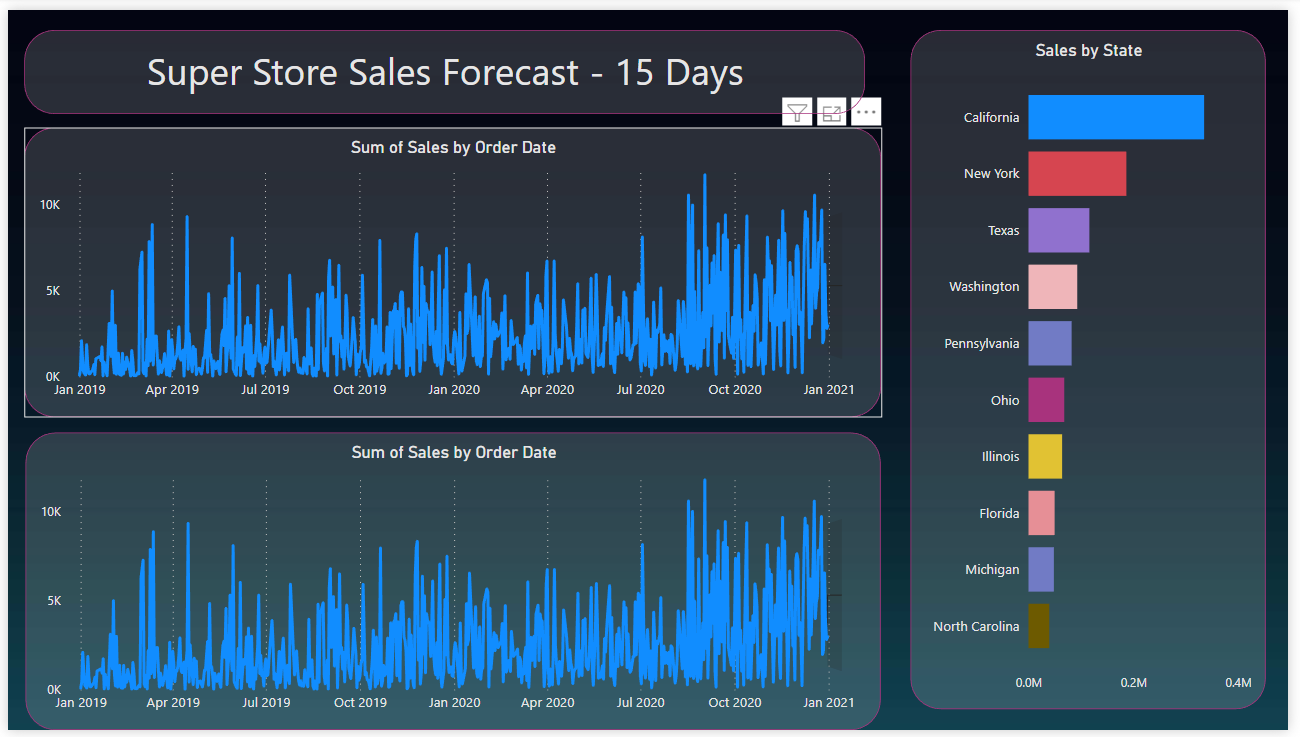 Super Store Sales Forecast - 15 Days
Sum of Sales by Order Date
10K
5K
0K
Jan 2019 Apr 2019 Jul 2019 Oct 2019 Jan 2020 Apr 2020 Jul 2020 Oct 2020 Jan 2021
Sum of Sales by Order Date
10K
5K
0K
Jan 2019 Apr 2019 Jul 2019 Oct 2019 Jan 2020 Apr 2020 Jul 2020 Oct 2020 Jan 2021
Sales by State
California
New York
Texas
Washington
Pennsylvania
Ohio
Illinois
Florida
Michigan
North Carolina
0.0M 0.2M 0.4M